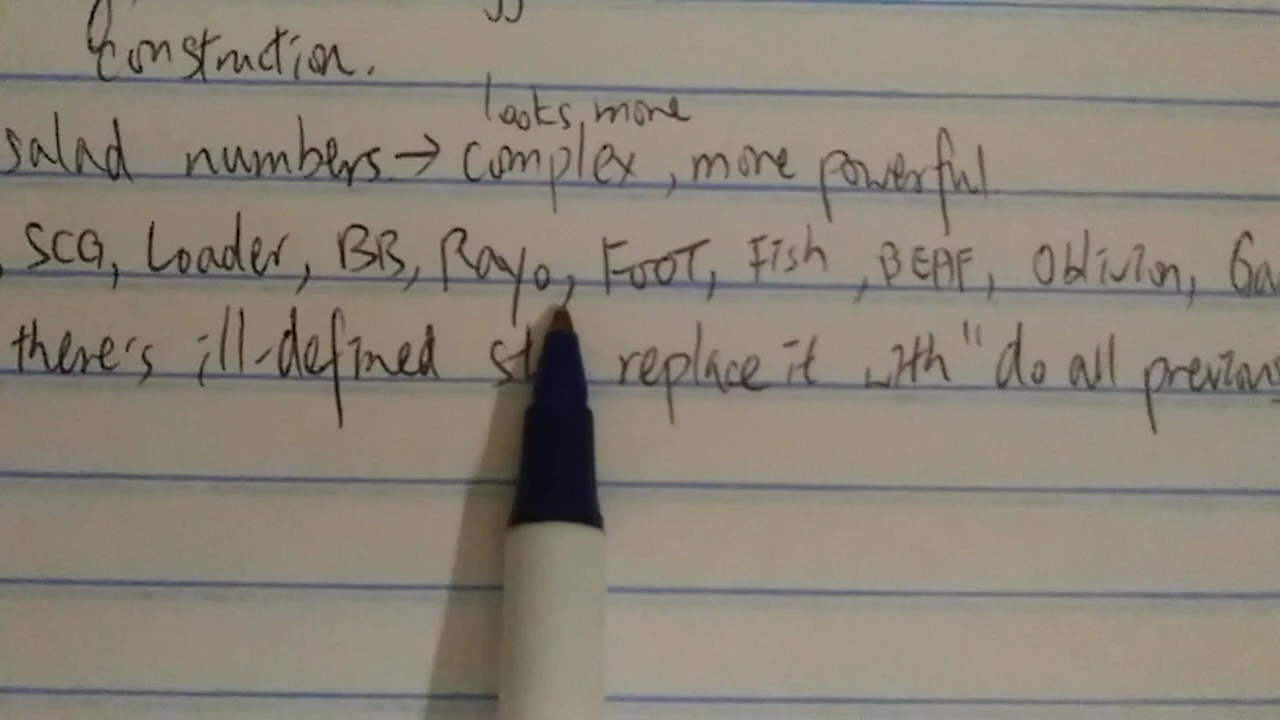 construction.
looks more
salad numbers → complex, more powerful
SCG, Loader, BB, Rayo, FOOT, Fish, BEAF, Oblivion,
there's ill-defined replace it with "do all previous